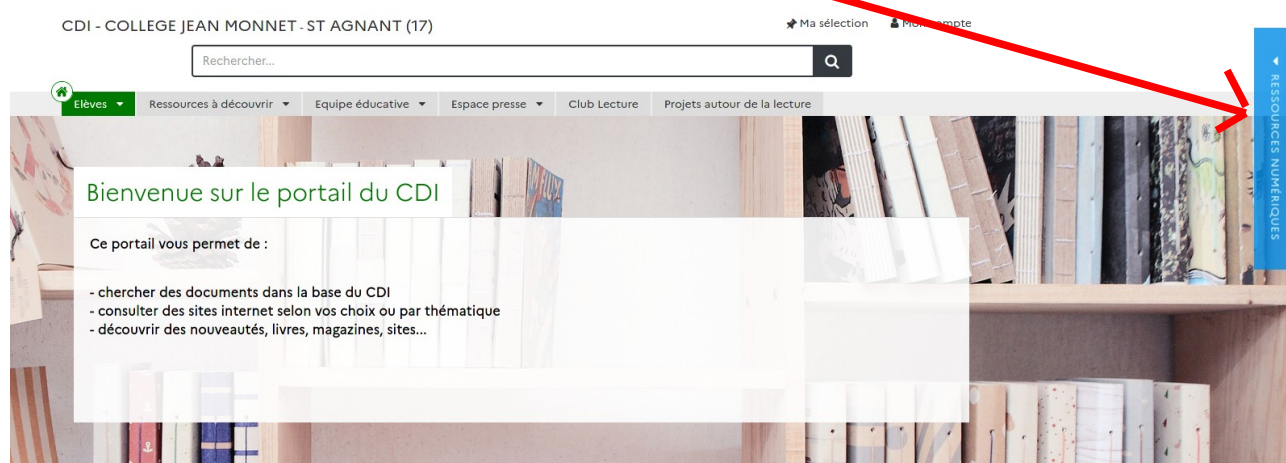 CDI - COLLEGE JEAN MONNET - ST AGNANT (17)
Ma sélection
Mon compte
Rechercher...
Elèves
Ressources à découvrir
Equipe éducative
Espace presse
Club Lecture
Projets autour de la lecture
RESSOURCES NUMÉRIQUES
Bienvenue sur le portail du CDI
Ce portail vous permet de :
- chercher des documents dans la base du CDI
- consulter des sites internet selon vos choix ou par thématique
- découvrir des nouveautés, livres, magazines, sites...